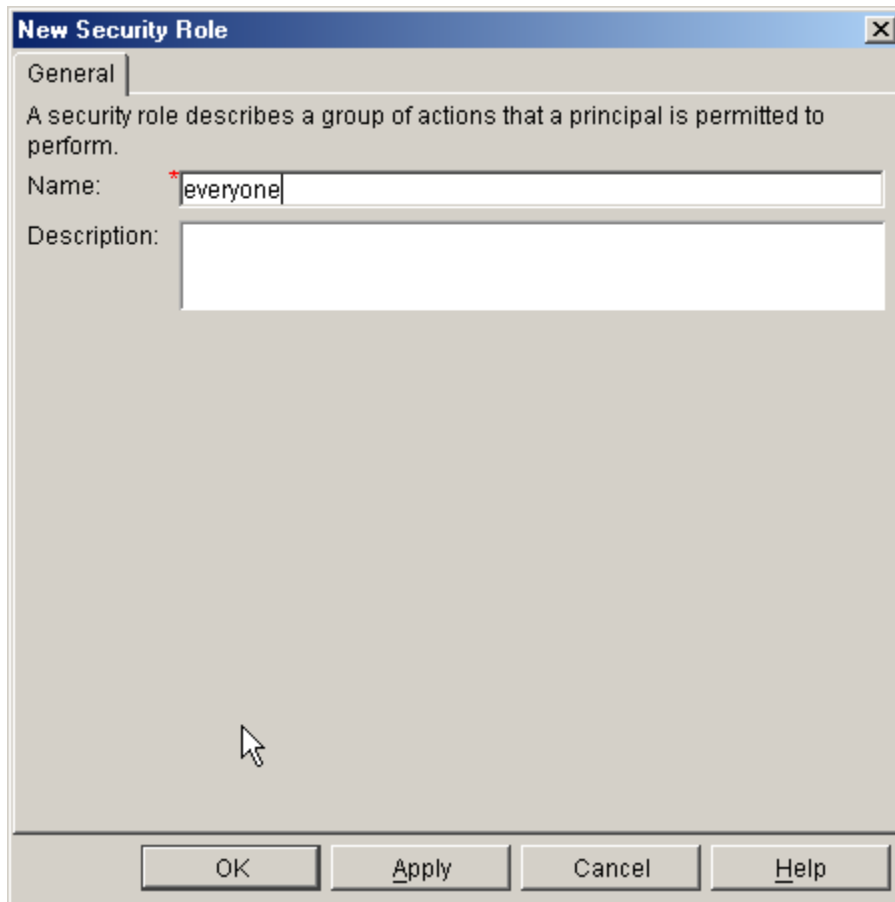 New Security Role
General
A security role describes a group of actions that a principal is permitted to
perform.
Name: *everyone
Description:
OK Apply Cancel Help